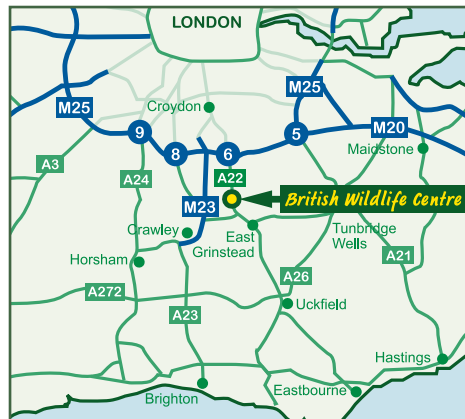 LONDON
M25
M25
Croydon
9
8
6
5
M20
A3
A24
A22
Maidstone
M23
British Wildlife Centre
Crawley
East
Grinstead
Tunbridge
Wells
Horsham
A26
A21
A272
A23
Uckfield
Hastings
Brighton
Eastbourne